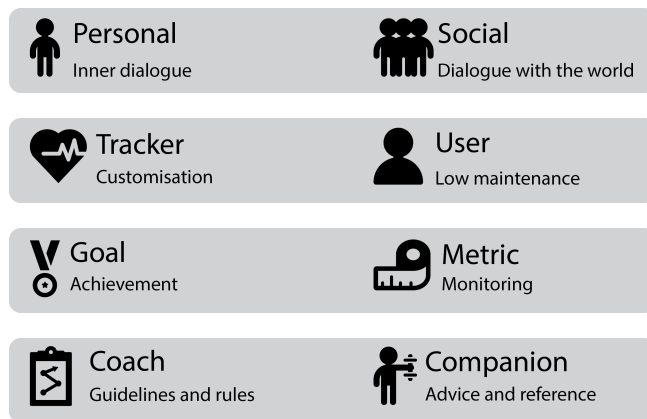 Personal
Inner dialogue
Social
Dialogue with the world
Tracker
Customisation
User
Low maintenance
Goal
Achievement
Metric
Monitoring
Coach
Guidelines and rules
Companion
Advice and reference